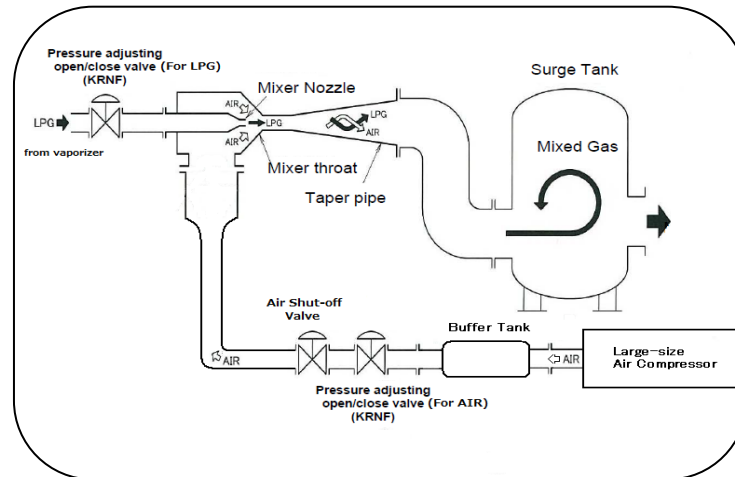 Pressure adjusting
open/close valve (For LPG)
(KRNF)
LPG
from vaporizer
AIR
Mixer Nozzle
LPG
AIR
Mixer throat
Taper pipe
LPG
AIR
Surge Tank
Mixed Gas
Air Shut-off
Valve
AIR
Pressure adjusting
open/close valve (For AIR)
(KRNF)
Buffer Tank
AIR
Large-size
Air Compressor